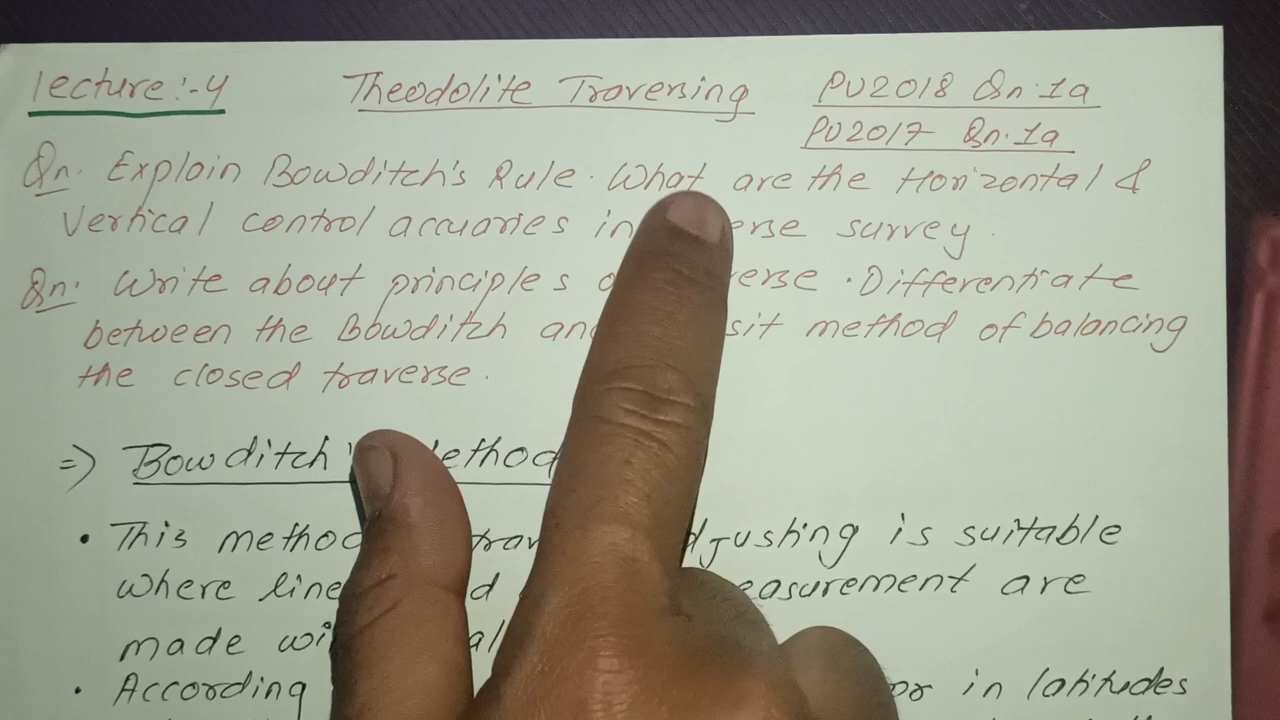 Lecture:-4 Theodolite Traversing PU2018 Qn.1a
PU2017 Qn.1a
Qn. Explain Bowditch's Rule. What are the Horizontal &
Vertical control accuaries in erse survey.
Qn. Write about principles erse. Differentiate
between the Bowditch an sit method of balancing
the closed traverse.
=) Bowditch ethod
• This method trav djusting is suitable
where line d easurement are
made wi al
• According or in latitudes